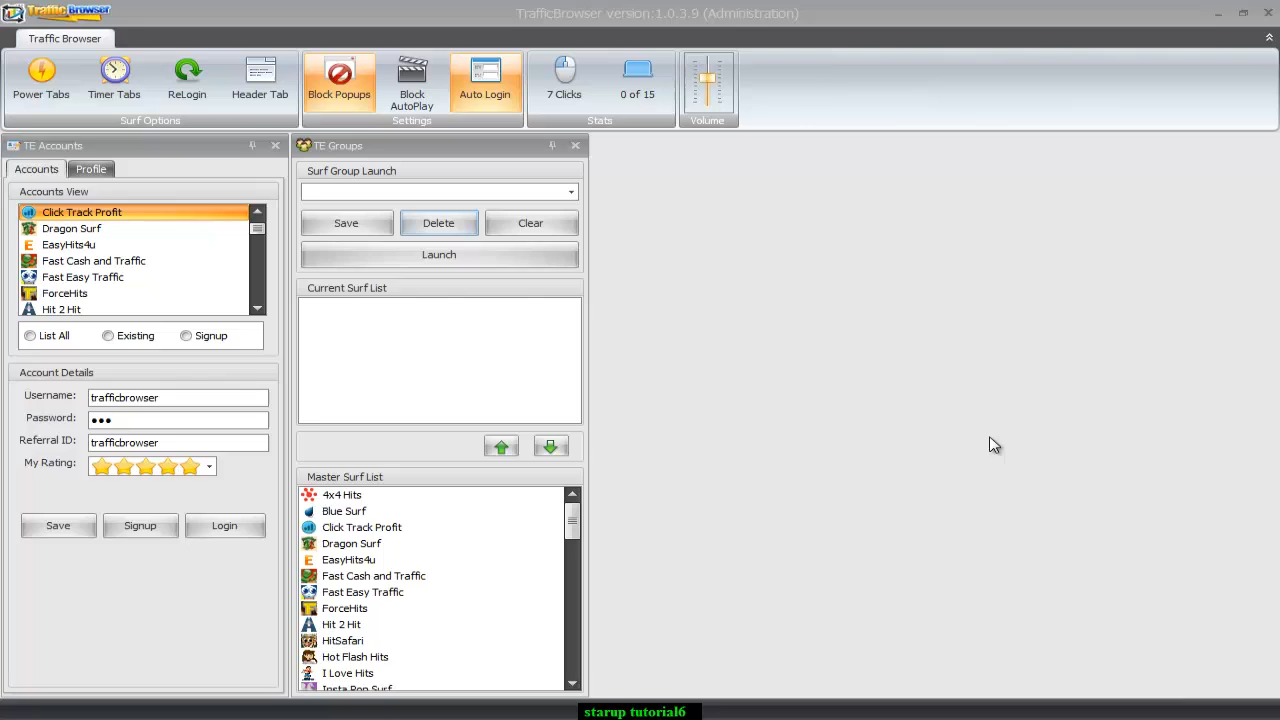 Traffic Browser
TrafficBrowser version:1.0.3.9 (Administration)
Traffic Browser
Power Tabs
Timer Tabs
ReLogin
Header Tab
Surf Options
Block Popups
Block AutoPlay
Auto Login
Settings
7 Clicks
0 of 15
Stats
Volume
TE Accounts
Accounts
Profile
Accounts View
Click Track Profit
Dragon Surf
EasyHits4u
Fast Cash and Traffic
Fast Easy Traffic
ForceHits
Hit 2 Hit
List All
Existing
Signup
Account Details
Username: trafficbrowser
Password: ●●●
Referral ID: trafficbrowser
My Rating:
Save
Signup
Login
TE Groups
Surf Group Launch
Save
Delete
Clear
Launch
Current Surf List
Master Surf List
4x4 Hits
Blue Surf
Click Track Profit
Dragon Surf
EasyHits4u
Fast Cash and Traffic
Fast Easy Traffic
ForceHits
Hit 2 Hit
HitSafari
Hot Flash Hits
I Love Hits
Insta Pop Surf
starup tutorial6